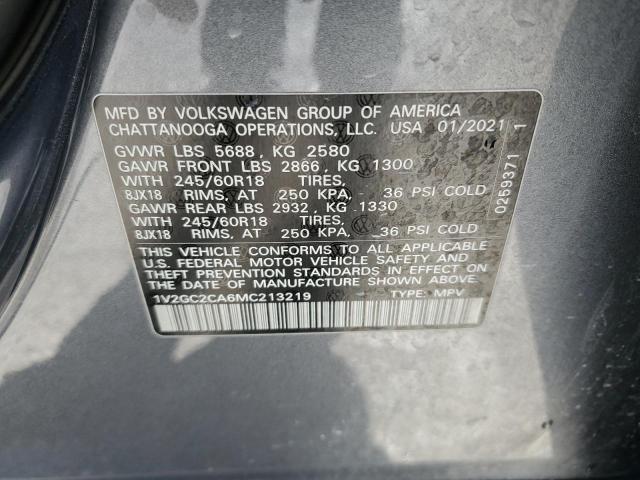 MFD BY VOLKSWAGEN GROUP OF AMERICA
CHATTANOOGA OPERATIONS, LLC. USA 01/2021
GVWR LBS 5688, KG 2580
GAWR FRONT LBS 2866, KG 1300
WITH 245/60R18 TIRES,
8JX18 RIMS, AT 250 KPA, 36 PSI COLD
GAWR REAR LBS 2932, KG 1330
WITH 245/60R18 TIRES,
8JX18 RIMS, AT 250 KPA, 36 PSI COLD
THIS VEHICLE CONFORMS TO ALL APPLICABLE
U.S. FEDERAL MOTOR VEHICLE SAFETY AND
THEFT PREVENTION STANDARDS IN EFFECT ON
THE DATE OF MANUFACTURE SHOWN ABOVE.
1V2GC2CA6MC213219 TYPE: MPV
0259371 1